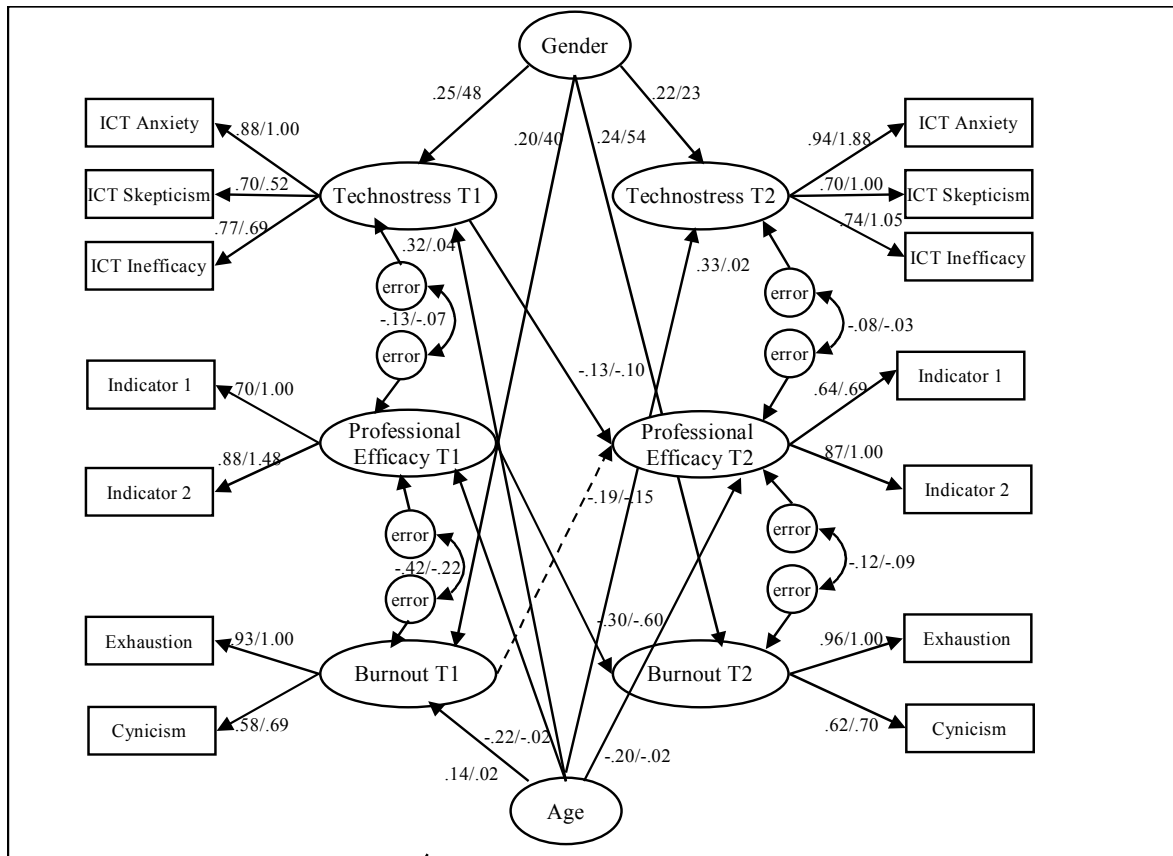 Gender
.25/48
.22/23
ICT Anxiety
.88/1.00
.20/40
.24/54
.94/1.88
ICT Anxiety
ICT Skepticism
.70/.52
Technostress T1
Technostress T2
.70/1.00
ICT Skepticism
ICT Inefficacy
.77/.69
.74/1.05
ICT Inefficacy
.32/.04
.33/.02
error
error
-.13/-.07
-.08/-.03
error
error
Indicator 1
.70/1.00
-.13/-.10
.64/.69
Indicator 1
Professional
Efficacy T1
Professional
Efficacy T2
Indicator 2
.88/1.48
.87/1.00
Indicator 2
-.19/-.15
error
error
-.42/-.22
-.12/-.09
error
error
Exhaustion
.93/1.00
-.30/-.60
.96/1.00
Exhaustion
Burnout T1
Burnout T2
Cynicism
.58/.69
.62/.70
Cynicism
-.22/-.02
-.20/-.02
.14/.02
Age